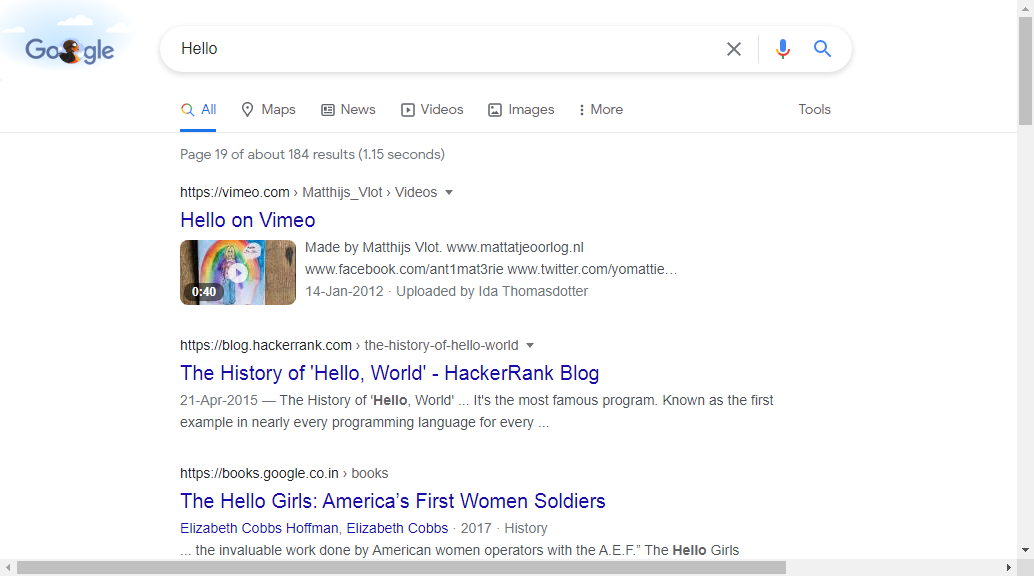 Google
Hello
All
Maps
News
Videos
Images
More
Tools
Page 19 of about 184 results (1.15 seconds)
https://vimeo.com › Matthijs_Vlot › Videos
Hello on Vimeo
0:40
Made by Matthijs Vlot. www.mattatjeoorlog.nl
www.facebook.com/ant1mat3rie www.twitter.com/yomattie...
14-Jan-2012 · Uploaded by Ida Thomasdotter
https://blog.hackerrank.com › the-history-of-hello-world
The History of 'Hello, World' - HackerRank Blog
21-Apr-2015 — The History of 'Hello, World' ... It's the most famous program. Known as the first
example in nearly every programming language for every ...
https://books.google.co.in › books
The Hello Girls: America’s First Women Soldiers
Elizabeth Cobbs Hoffman, Elizabeth Cobbs · 2017 · History
... the invaluable work done by American women operators with the A.E.F.” The Hello Girls